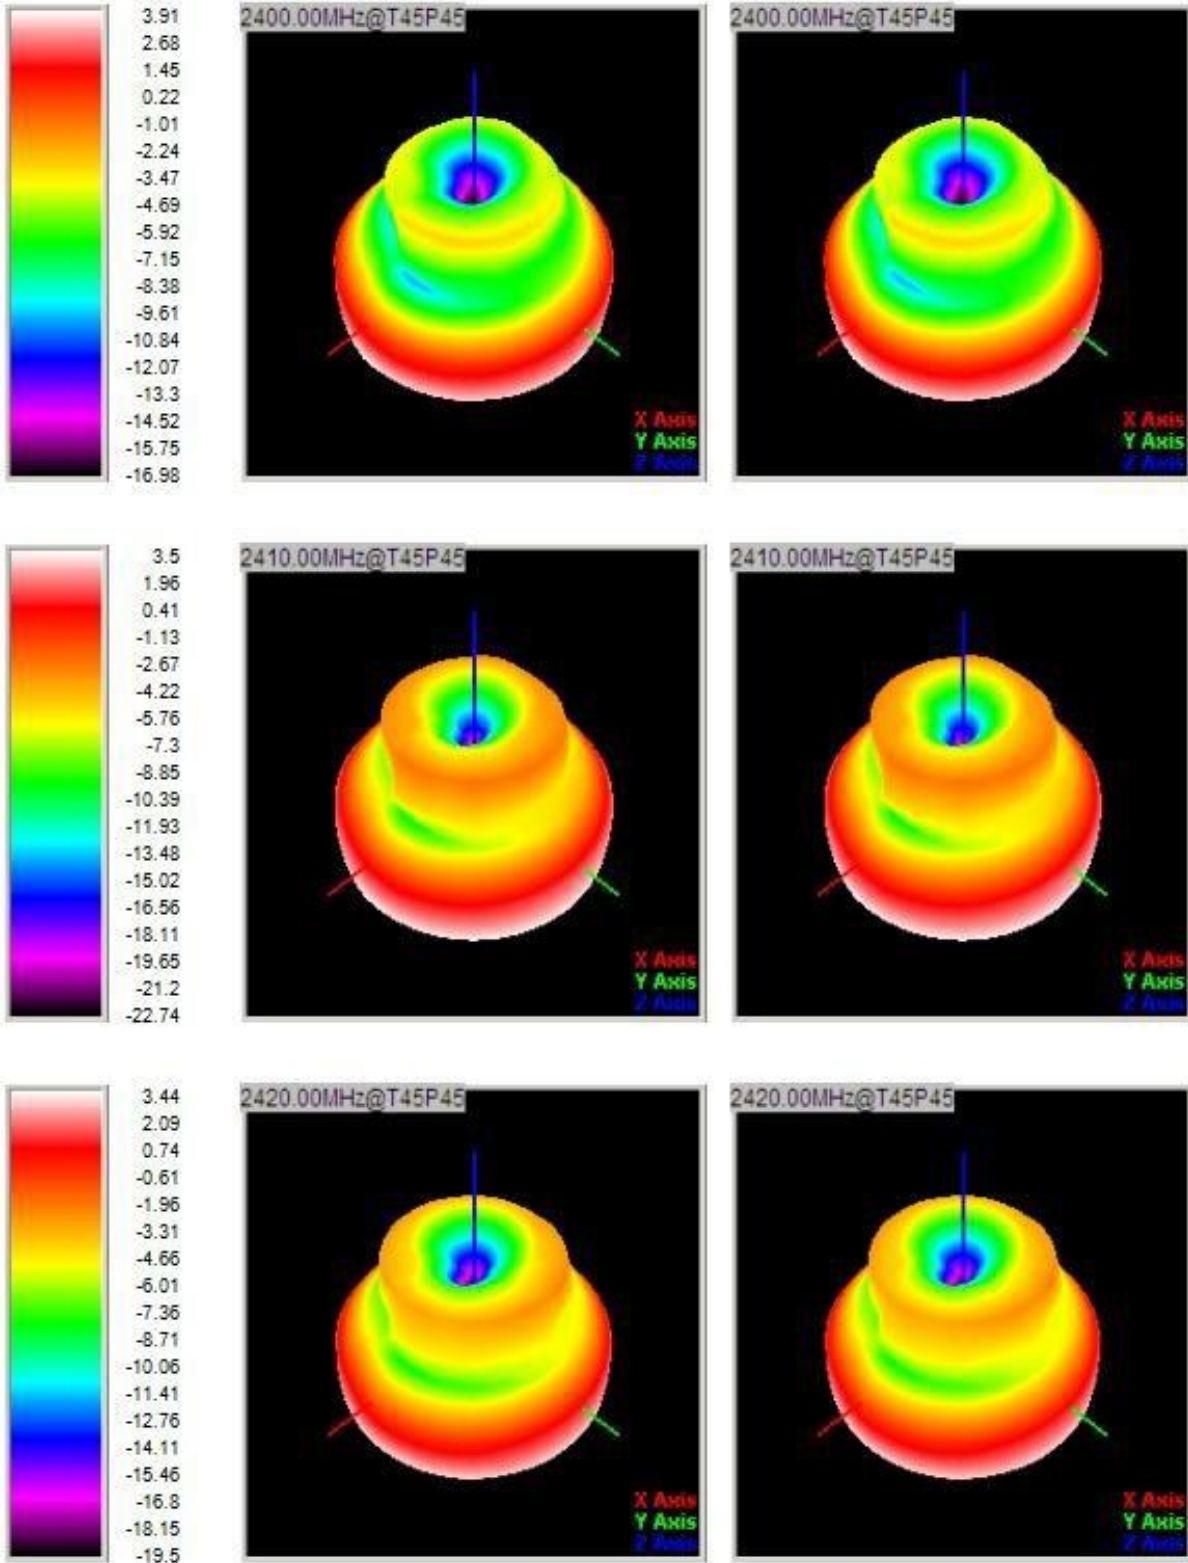 3.91
2.68
1.45
0.22
-1.01
-2.24
-3.47
-4.69
-5.92
-7.15
-8.38
-9.61
-10.84
-12.07
-13.3
-14.52
-15.75
-16.98
2400.00MHz@T45P45
X Axis
Y Axis
Z Axis
2400.00MHz@T45P45
X Axis
Y Axis
Z Axis
3.5
1.96
0.41
-1.13
-2.67
-4.22
-5.76
-7.3
-8.85
-10.39
-11.93
-13.48
-15.02
-16.56
-18.11
-19.65
-21.2
-22.74
2410.00MHz@T45P45
X Axis
Y Axis
Z Axis
2410.00MHz@T45P45
X Axis
Y Axis
Z Axis
3.44
2.09
0.74
-0.61
-1.96
-3.31
-4.66
-6.01
-7.36
-8.71
-10.06
-11.41
-12.76
-14.11
-15.46
-16.8
-18.15
-19.5
2420.00MHz@T45P45
X Axis
Y Axis
Z Axis
2420.00MHz@T45P45
X Axis
Y Axis
Z Axis